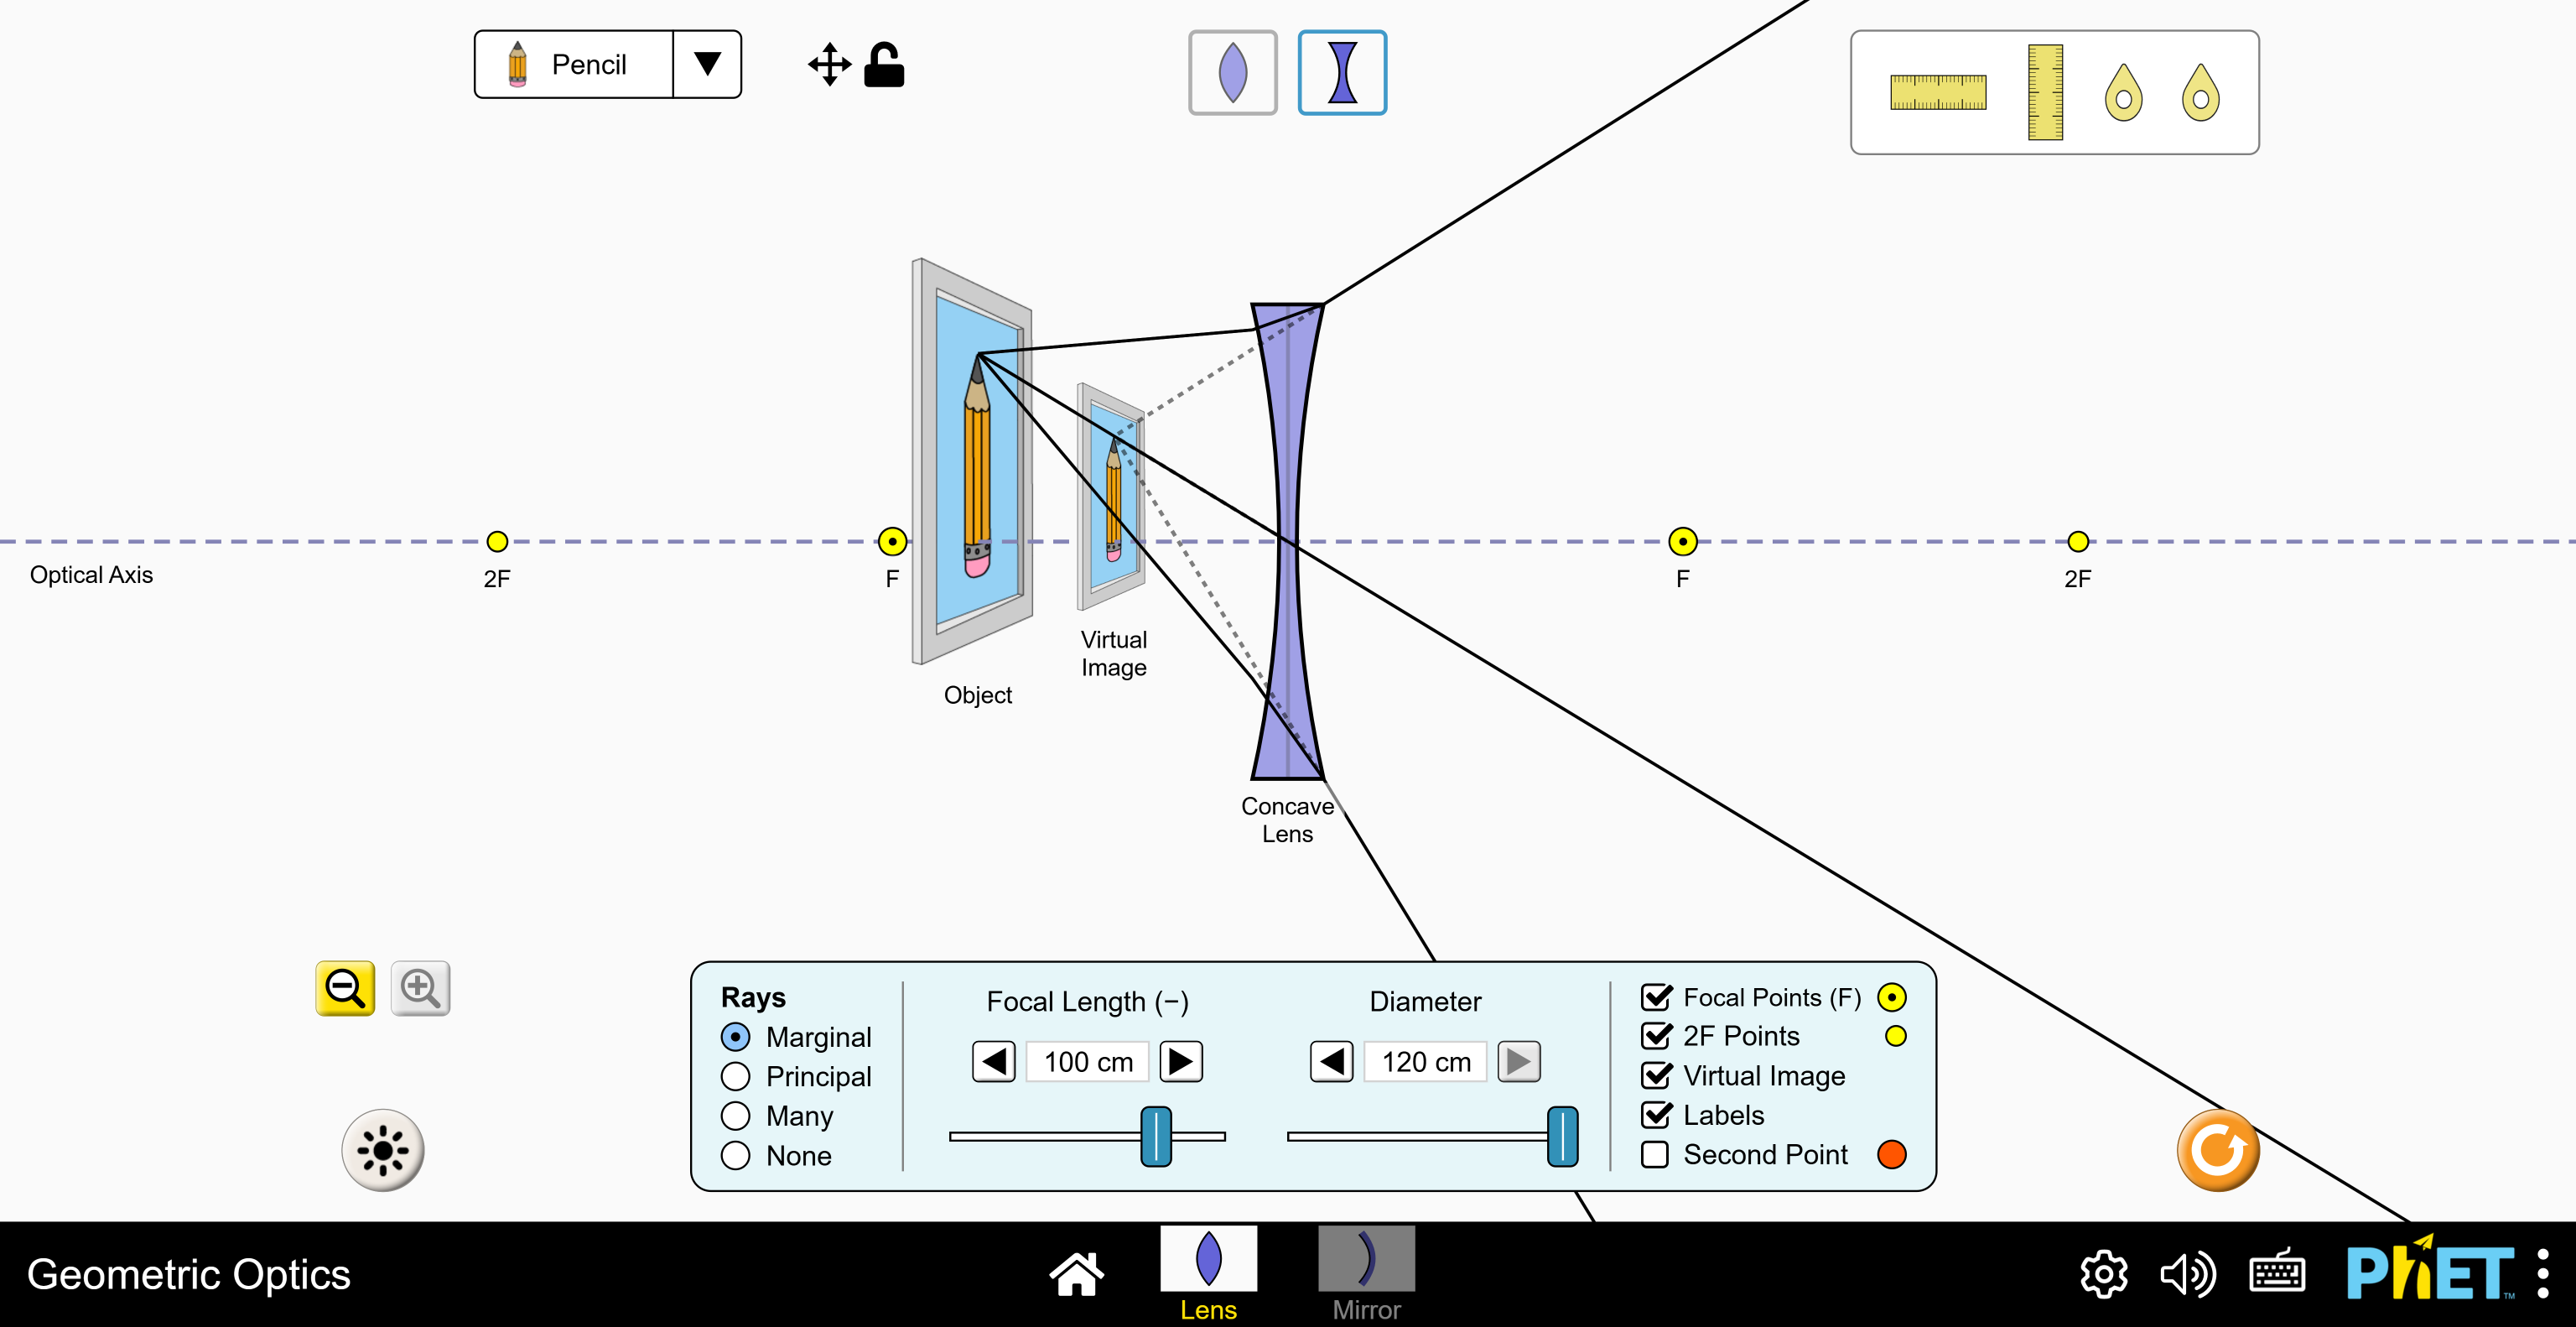 Pencil
Optical Axis
2F
F
F
2F
Virtual
Image
Object
Concave
Lens
Rays
Marginal
Principal
Many
None
Focal Length (−)
100 cm
Diameter
120 cm
Focal Points (F)
2F Points
Virtual Image
Labels
Second Point
Geometric Optics
Lens
Mirror
PhET™